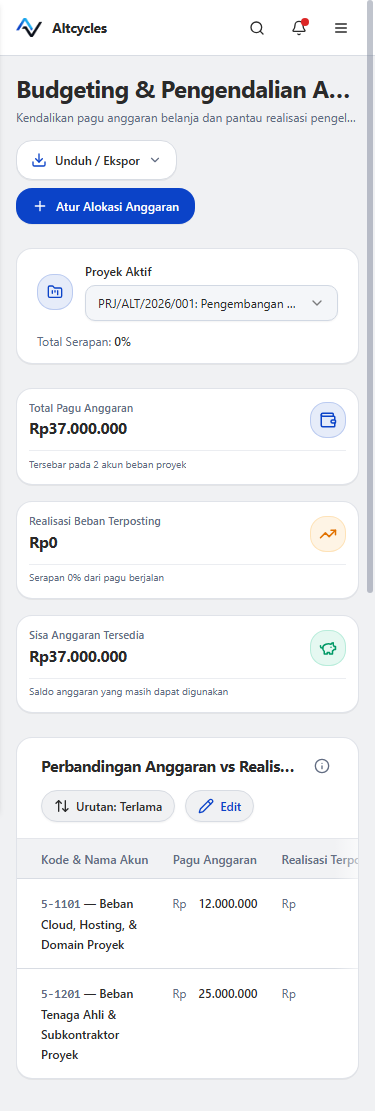 Altcycles
Budgeting & Pengendalian A...
Kendalikan pagu anggaran belanja dan pantau realisasi pengel...
Unduh / Ekspor
Atur Alokasi Anggaran
Proyek Aktif
PRJ/ALT/2026/001: Pengembangan ...
Total Serapan: 0%
Total Pagu Anggaran
Rp37.000.000
Tersebar pada 2 akun beban proyek
Realisasi Beban Terposting
Rp0
Serapan 0% dari pagu berjalan
Sisa Anggaran Tersedia
Rp37.000.000
Saldo anggaran yang masih dapat digunakan
Perbandingan Anggaran vs Realis...
Urutan: Terlama
Edit
Kode & Nama Akun Pagu Anggaran Realisasi Terpo
5-1101 — Beban Rp 12.000.000 Rp
Cloud, Hosting, &
Domain Proyek
5-1201 — Beban Rp 25.000.000 Rp
Tenaga Ahli &
Subkontraktor
Proyek